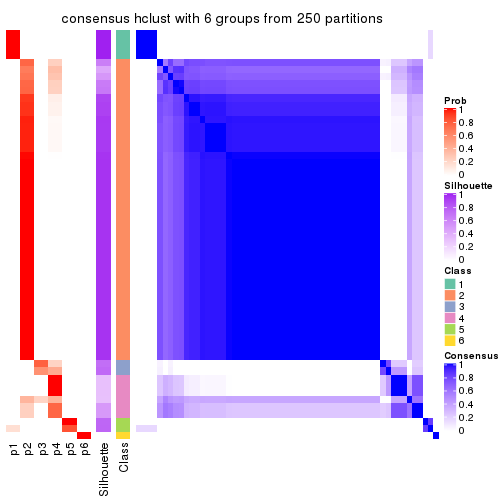 consensus hclust with 6 groups from 250 partitions
Prob
1
0.8
0.6
0.4
0.2
0
Silhouette
1
0.8
0.6
0.4
0.2
0
Class
1
2
3
4
5
6
Consensus
1
0.8
0.6
0.4
0.2
0
p1
p2
p3
p4
p5
p6
Silhouette
Class